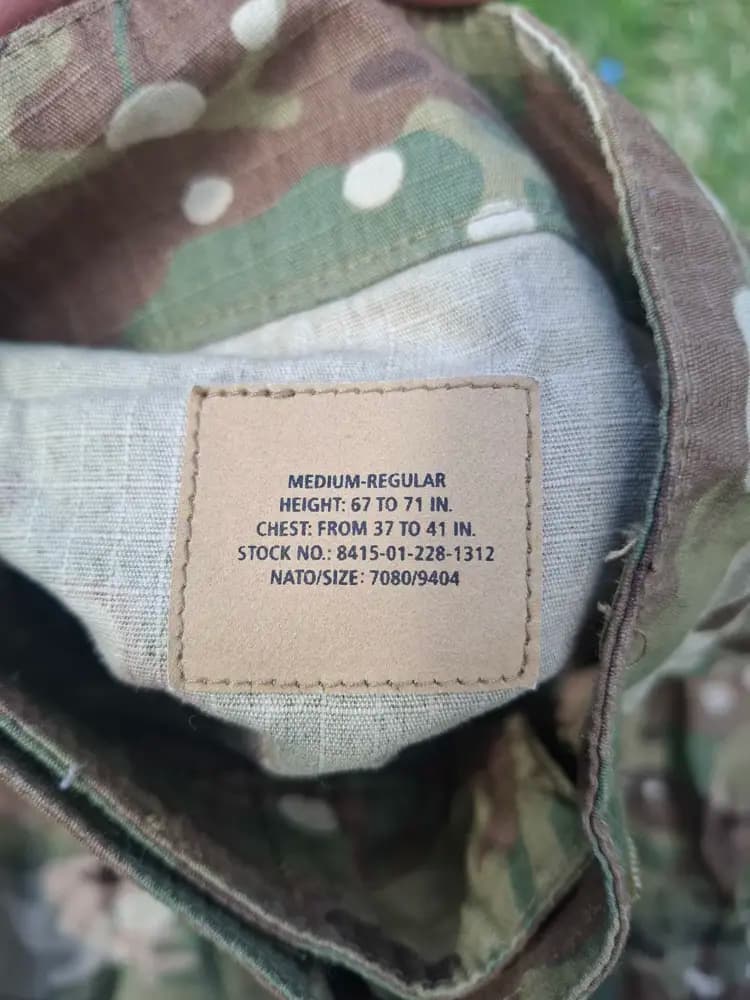 MEDIUM-REGULAR
HEIGHT: 67 TO 71 IN.
CHEST: FROM 37 TO 41 IN.
STOCK NO.: 8415-01-228-1312
NATO/SIZE: 7080/9404